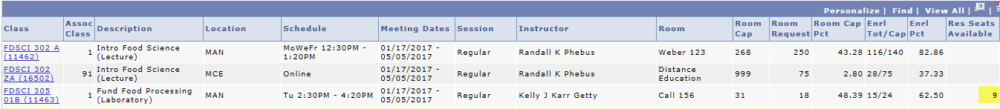 Personalize | Find | View All | |
Class Assoc Class Description Location Schedule Meeting Dates Session Instructor Room Room Cap Room Request Room Cap Pct Enrl Tot/Cap Enrl Pct Res Seats Available
FDSCI 302 A (11462) 1 Intro Food Science (Lecture) MAN MoWeFr 12:30PM - 1:20PM 01/17/2017 - 05/05/2017 Regular Randall K Phebus Weber 123 268 250 43.28 116/140 82.86
FDSCI 302 ZA (16502) 91 Intro Food Science (Lecture) MCE Online 01/17/2017 - 05/05/2017 Regular Randall K Phebus Distance Education 999 75 2.80 28/75 37.33
FDSCI 305 01B (11463) 1 Fund Food Processing (Laboratory) MAN Tu 2:30PM - 4:20PM 01/17/2017 - 05/05/2017 Regular Kelly J Karr Getty Call 156 31 18 48.39 15/24 62.50 9